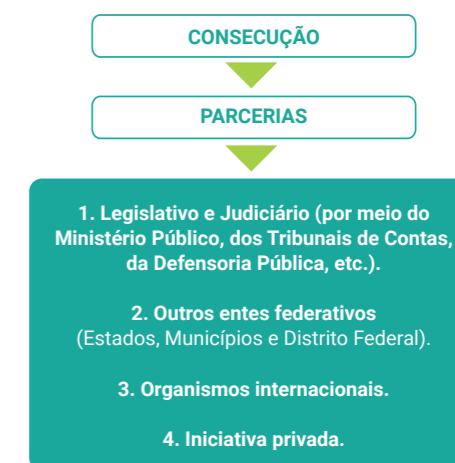 CONSECUÇÃO
PARCERIAS
1. Legislativo e Judiciário (por meio do
Ministério Público, dos Tribunais de Contas,
da Defensoria Pública, etc.).
2. Outros entes federativos
(Estados, Municípios e Distrito Federal).
3. Organismos internacionais.
4. Iniciativa privada.